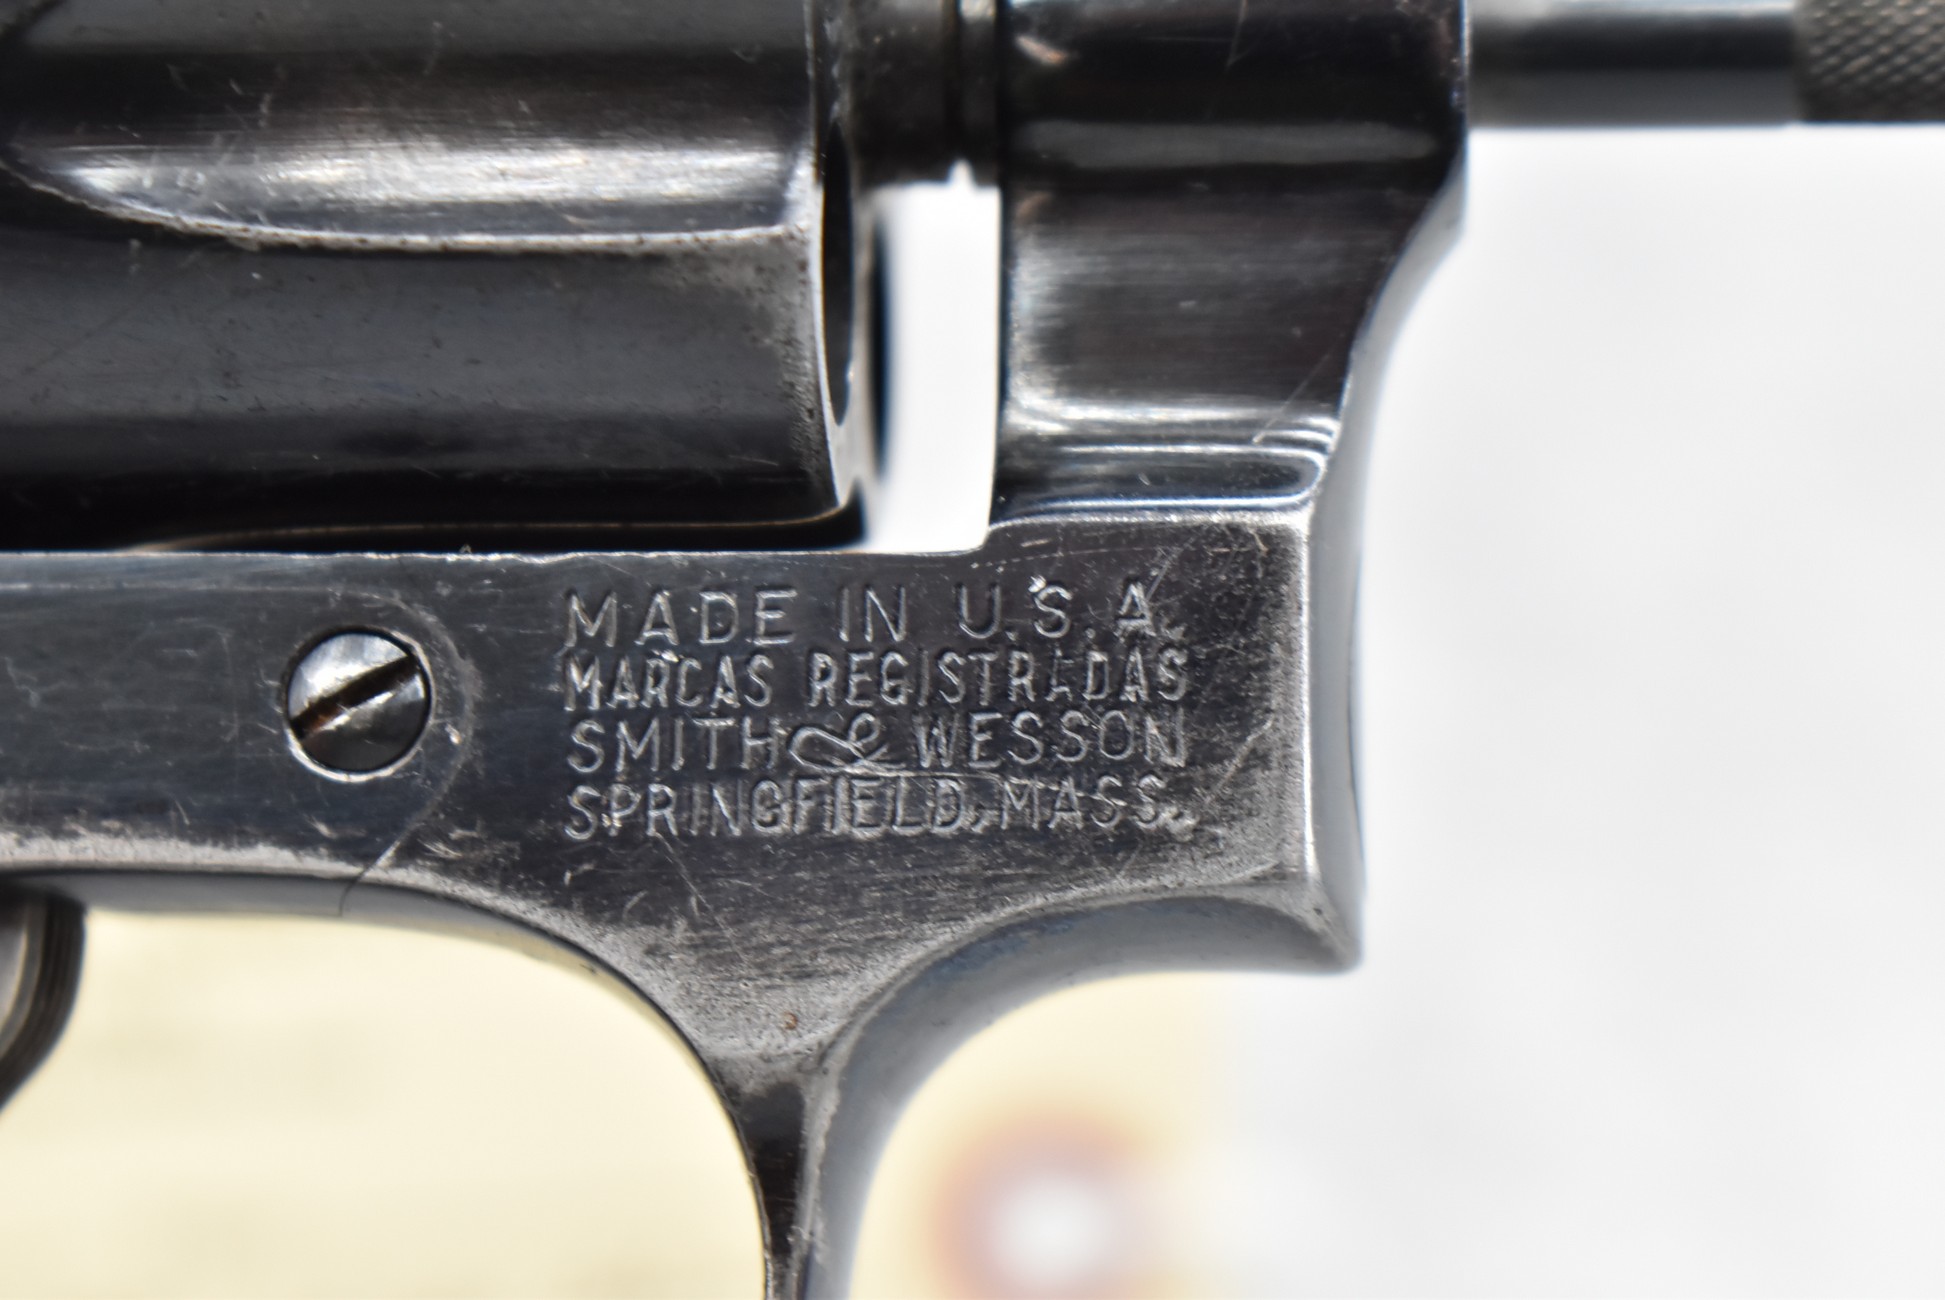 MADE IN U.S.A.
MARCAS REGISTRADAS
SMITH & WESSON
SPRINGFIELD, MASS.